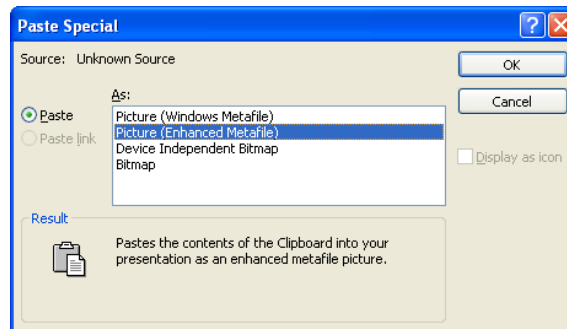 Paste Special
Source: Unknown Source
As:
Paste
Paste link
Picture (Windows Metafile)
Picture (Enhanced Metafile)
Device Independent Bitmap
Bitmap
OK
Cancel
Display as icon
Result
Pastes the contents of the Clipboard into your
presentation as an enhanced metafile picture.